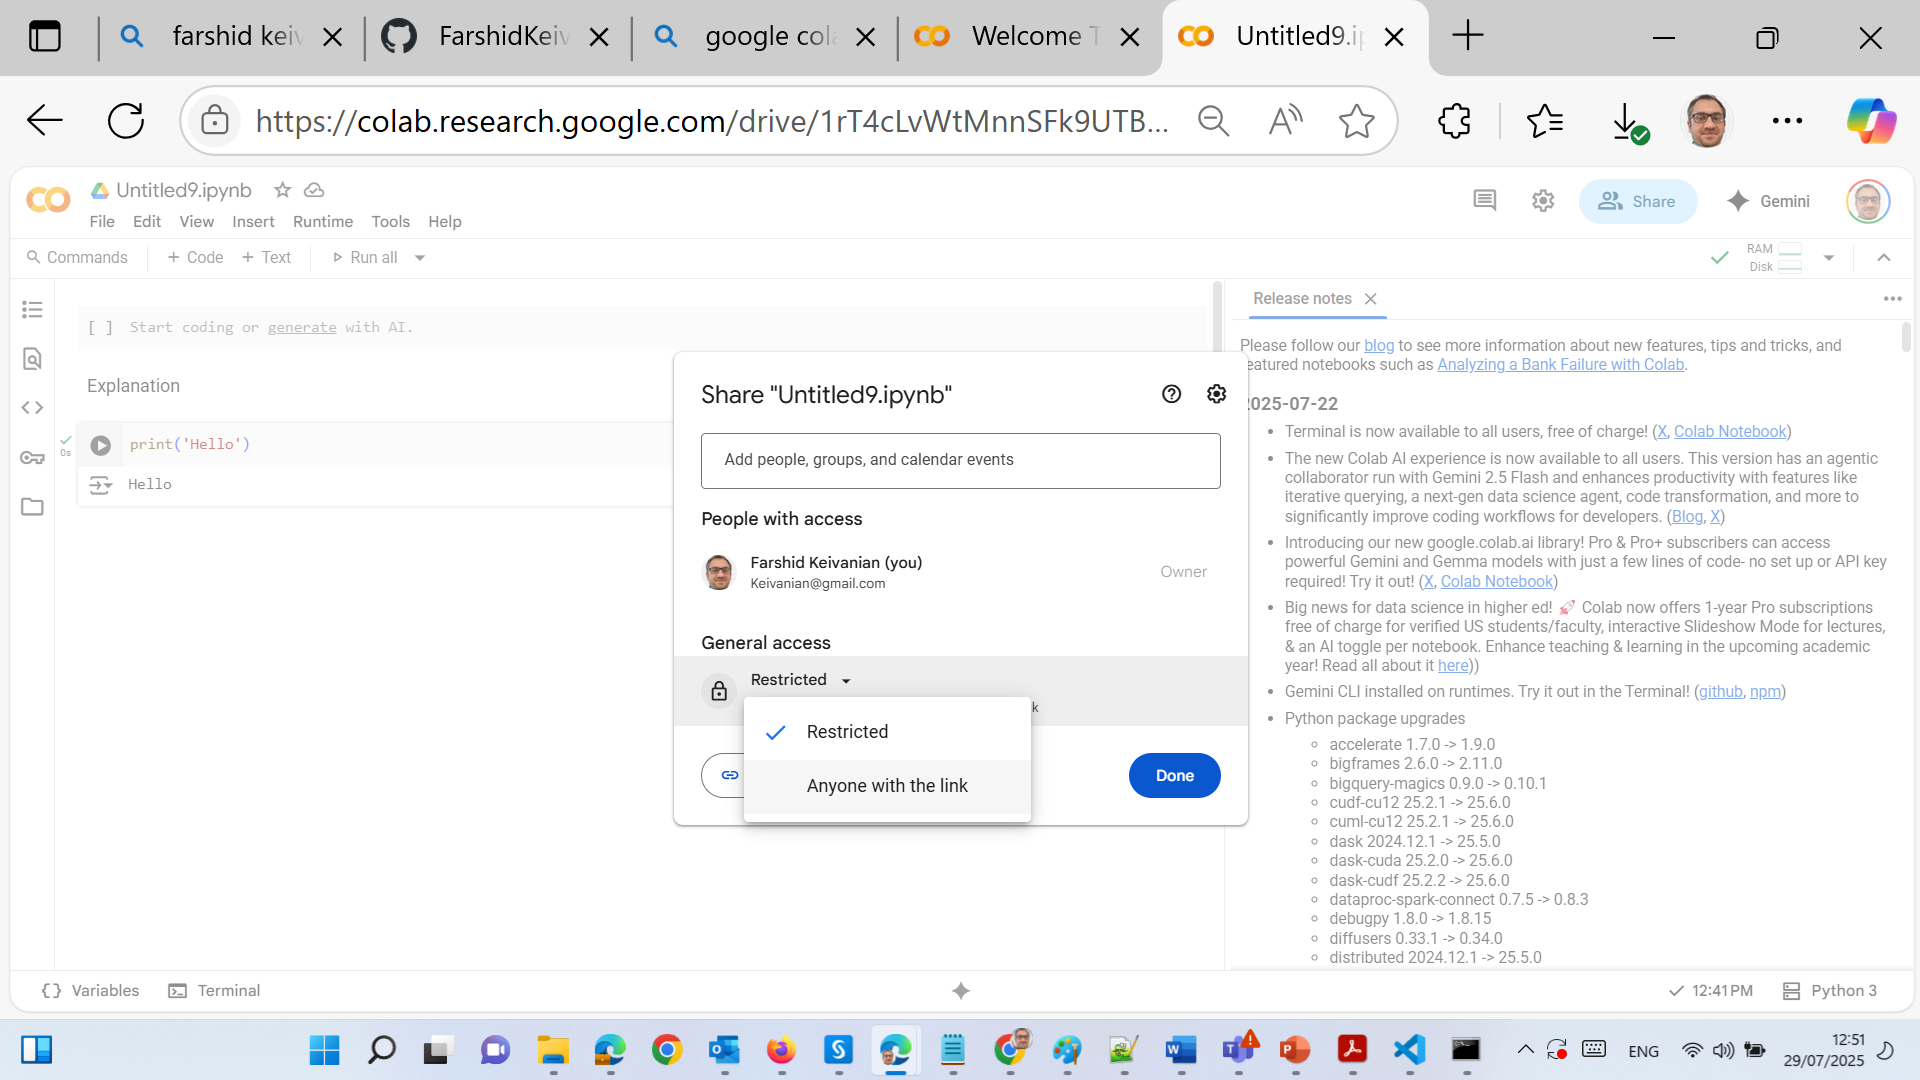 farshid keiv
FarshidKeiv
google cola
Welcome T
Untitled9.ip
https://colab.research.google.com/drive/1rT4cLvWtMnnSFk9UTB...
Untitled9.ipynb
File Edit View Insert Runtime Tools Help
Share
Gemini
Commands + Code + Text Run all
RAM
Disk
[ ] Start coding or generate with AI.
Explanation
0s
print('Hello')
Hello
Share "Untitled9.ipynb"
Add people, groups, and calendar events
People with access
Farshid Keivanian (you)
Keivanian@gmail.com
Owner
General access
Restricted
k
Restricted
Anyone with the link
Done
Release notes
Please follow our blog to see more information about new features, tips and tricks, and
eatured notebooks such as Analyzing a Bank Failure with Colab.
2025-07-22
• Terminal is now available to all users, free of charge! (X, Colab Notebook)
• The new Colab AI experience is now available to all users. This version has an agentic
collaborator run with Gemini 2.5 Flash and enhances productivity with features like
iterative querying, a next-gen data science agent, code transformation, and more to
significantly improve coding workflows for developers. (Blog, X)
• Introducing our new google.colab.ai library! Pro & Pro+ subscribers can access
powerful Gemini and Gemma models with just a few lines of code- no set up or API key
required! Try it out! (X, Colab Notebook)
• Big news for data science in higher ed! 🚀 Colab now offers 1-year Pro subscriptions
free of charge for verified US students/faculty, interactive Slideshow Mode for lectures,
& an AI toggle per notebook. Enhance teaching & learning in the upcoming academic
year! Read all about it here))
• Gemini CLI installed on runtimes. Try it out in the Terminal! (github, npm)
• Python package upgrades
◦ accelerate 1.7.0 -> 1.9.0
◦ bigframes 2.6.0 -> 2.11.0
◦ bigquery-magics 0.9.0 -> 0.10.1
◦ cudf-cu12 25.2.1 -> 25.6.0
◦ cuml-cu12 25.2.1 -> 25.6.0
◦ dask 2024.12.1 -> 25.5.0
◦ dask-cuda 25.2.0 -> 25.6.0
◦ dask-cudf 25.2.2 -> 25.6.0
◦ dataproc-spark-connect 0.7.5 -> 0.8.3
◦ debugpy 1.8.0 -> 1.8.15
◦ diffusers 0.33.1 -> 0.34.0
◦ distributed 2024.12.1 -> 25.5.0
Variables Terminal
12:41 PM Python 3
ENG
12:51
29/07/2025